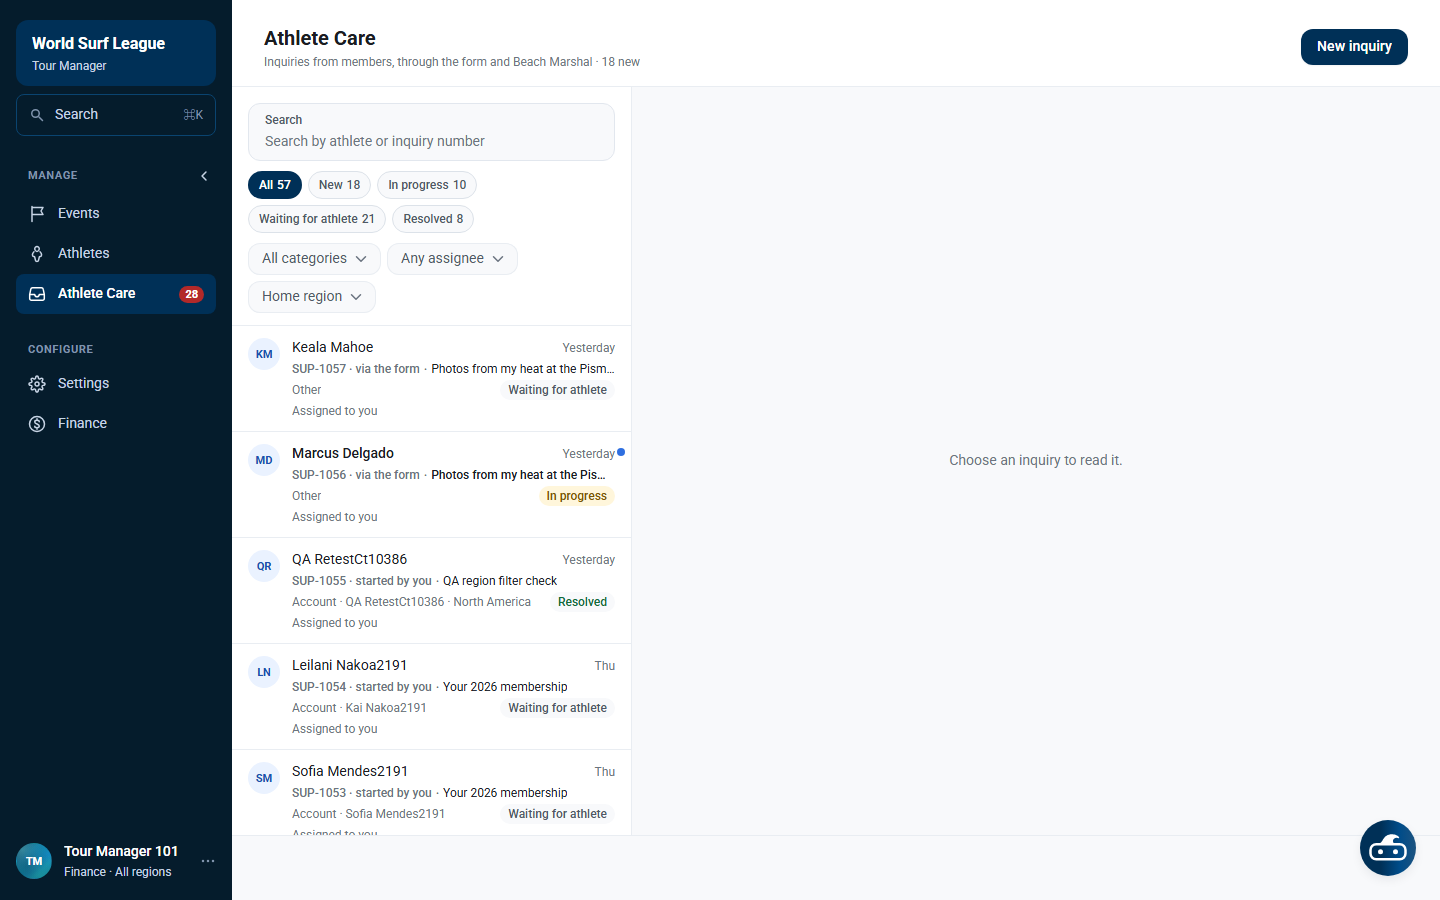 World Surf League
Tour Manager
Search ⌘K
MANAGE
Events
Athletes
Athlete Care 28
CONFIGURE
Settings
Finance
TM
Tour Manager 101
Finance · All regions
Athlete Care
Inquiries from members, through the form and Beach Marshal · 18 new
New inquiry
Search
Search by athlete or inquiry number
All 57 New 18 In progress 10
Waiting for athlete 21 Resolved 8
All categories Any assignee
Home region
KM Keala Mahoe Yesterday
SUP-1057 · via the form · Photos from my heat at the Pism…
Other Waiting for athlete
Assigned to you
MD Marcus Delgado Yesterday
SUP-1056 · via the form · Photos from my heat at the Pis…
Other In progress
Assigned to you
QR QA RetestCt10386 Yesterday
SUP-1055 · started by you · QA region filter check
Account · QA RetestCt10386 · North America Resolved
Assigned to you
LN Leilani Nakoa2191 Thu
SUP-1054 · started by you · Your 2026 membership
Account · Kai Nakoa2191 Waiting for athlete
Assigned to you
SM Sofia Mendes2191 Thu
SUP-1053 · started by you · Your 2026 membership
Account · Sofia Mendes2191 Waiting for athlete
Assigned to you
Choose an inquiry to read it.